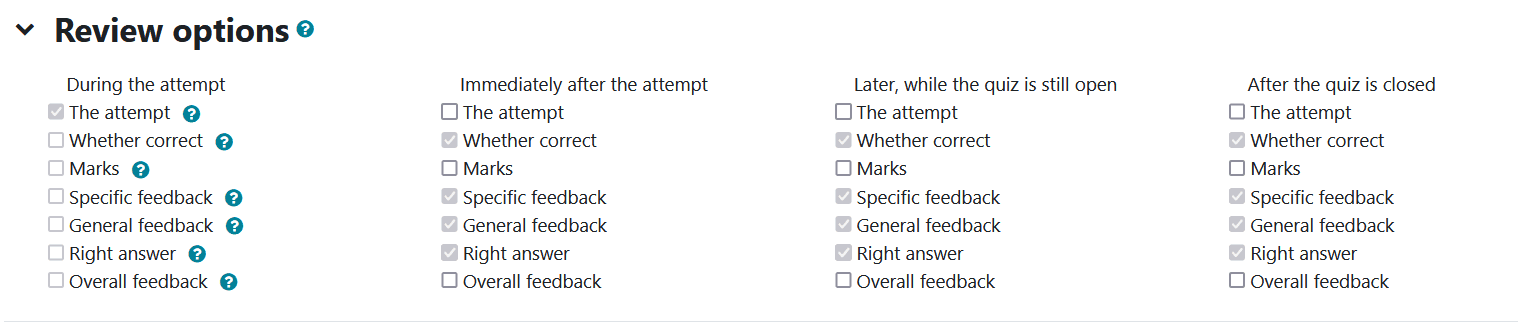 Review options
During the attempt Immediately after the attempt Later, while the quiz is still open After the quiz is closed
The attempt The attempt The attempt The attempt
Whether correct Whether correct Whether correct Whether correct
Marks Marks Marks Marks
Specific feedback Specific feedback Specific feedback Specific feedback
General feedback General feedback General feedback General feedback
Right answer Right answer Right answer Right answer
Overall feedback Overall feedback Overall feedback Overall feedback